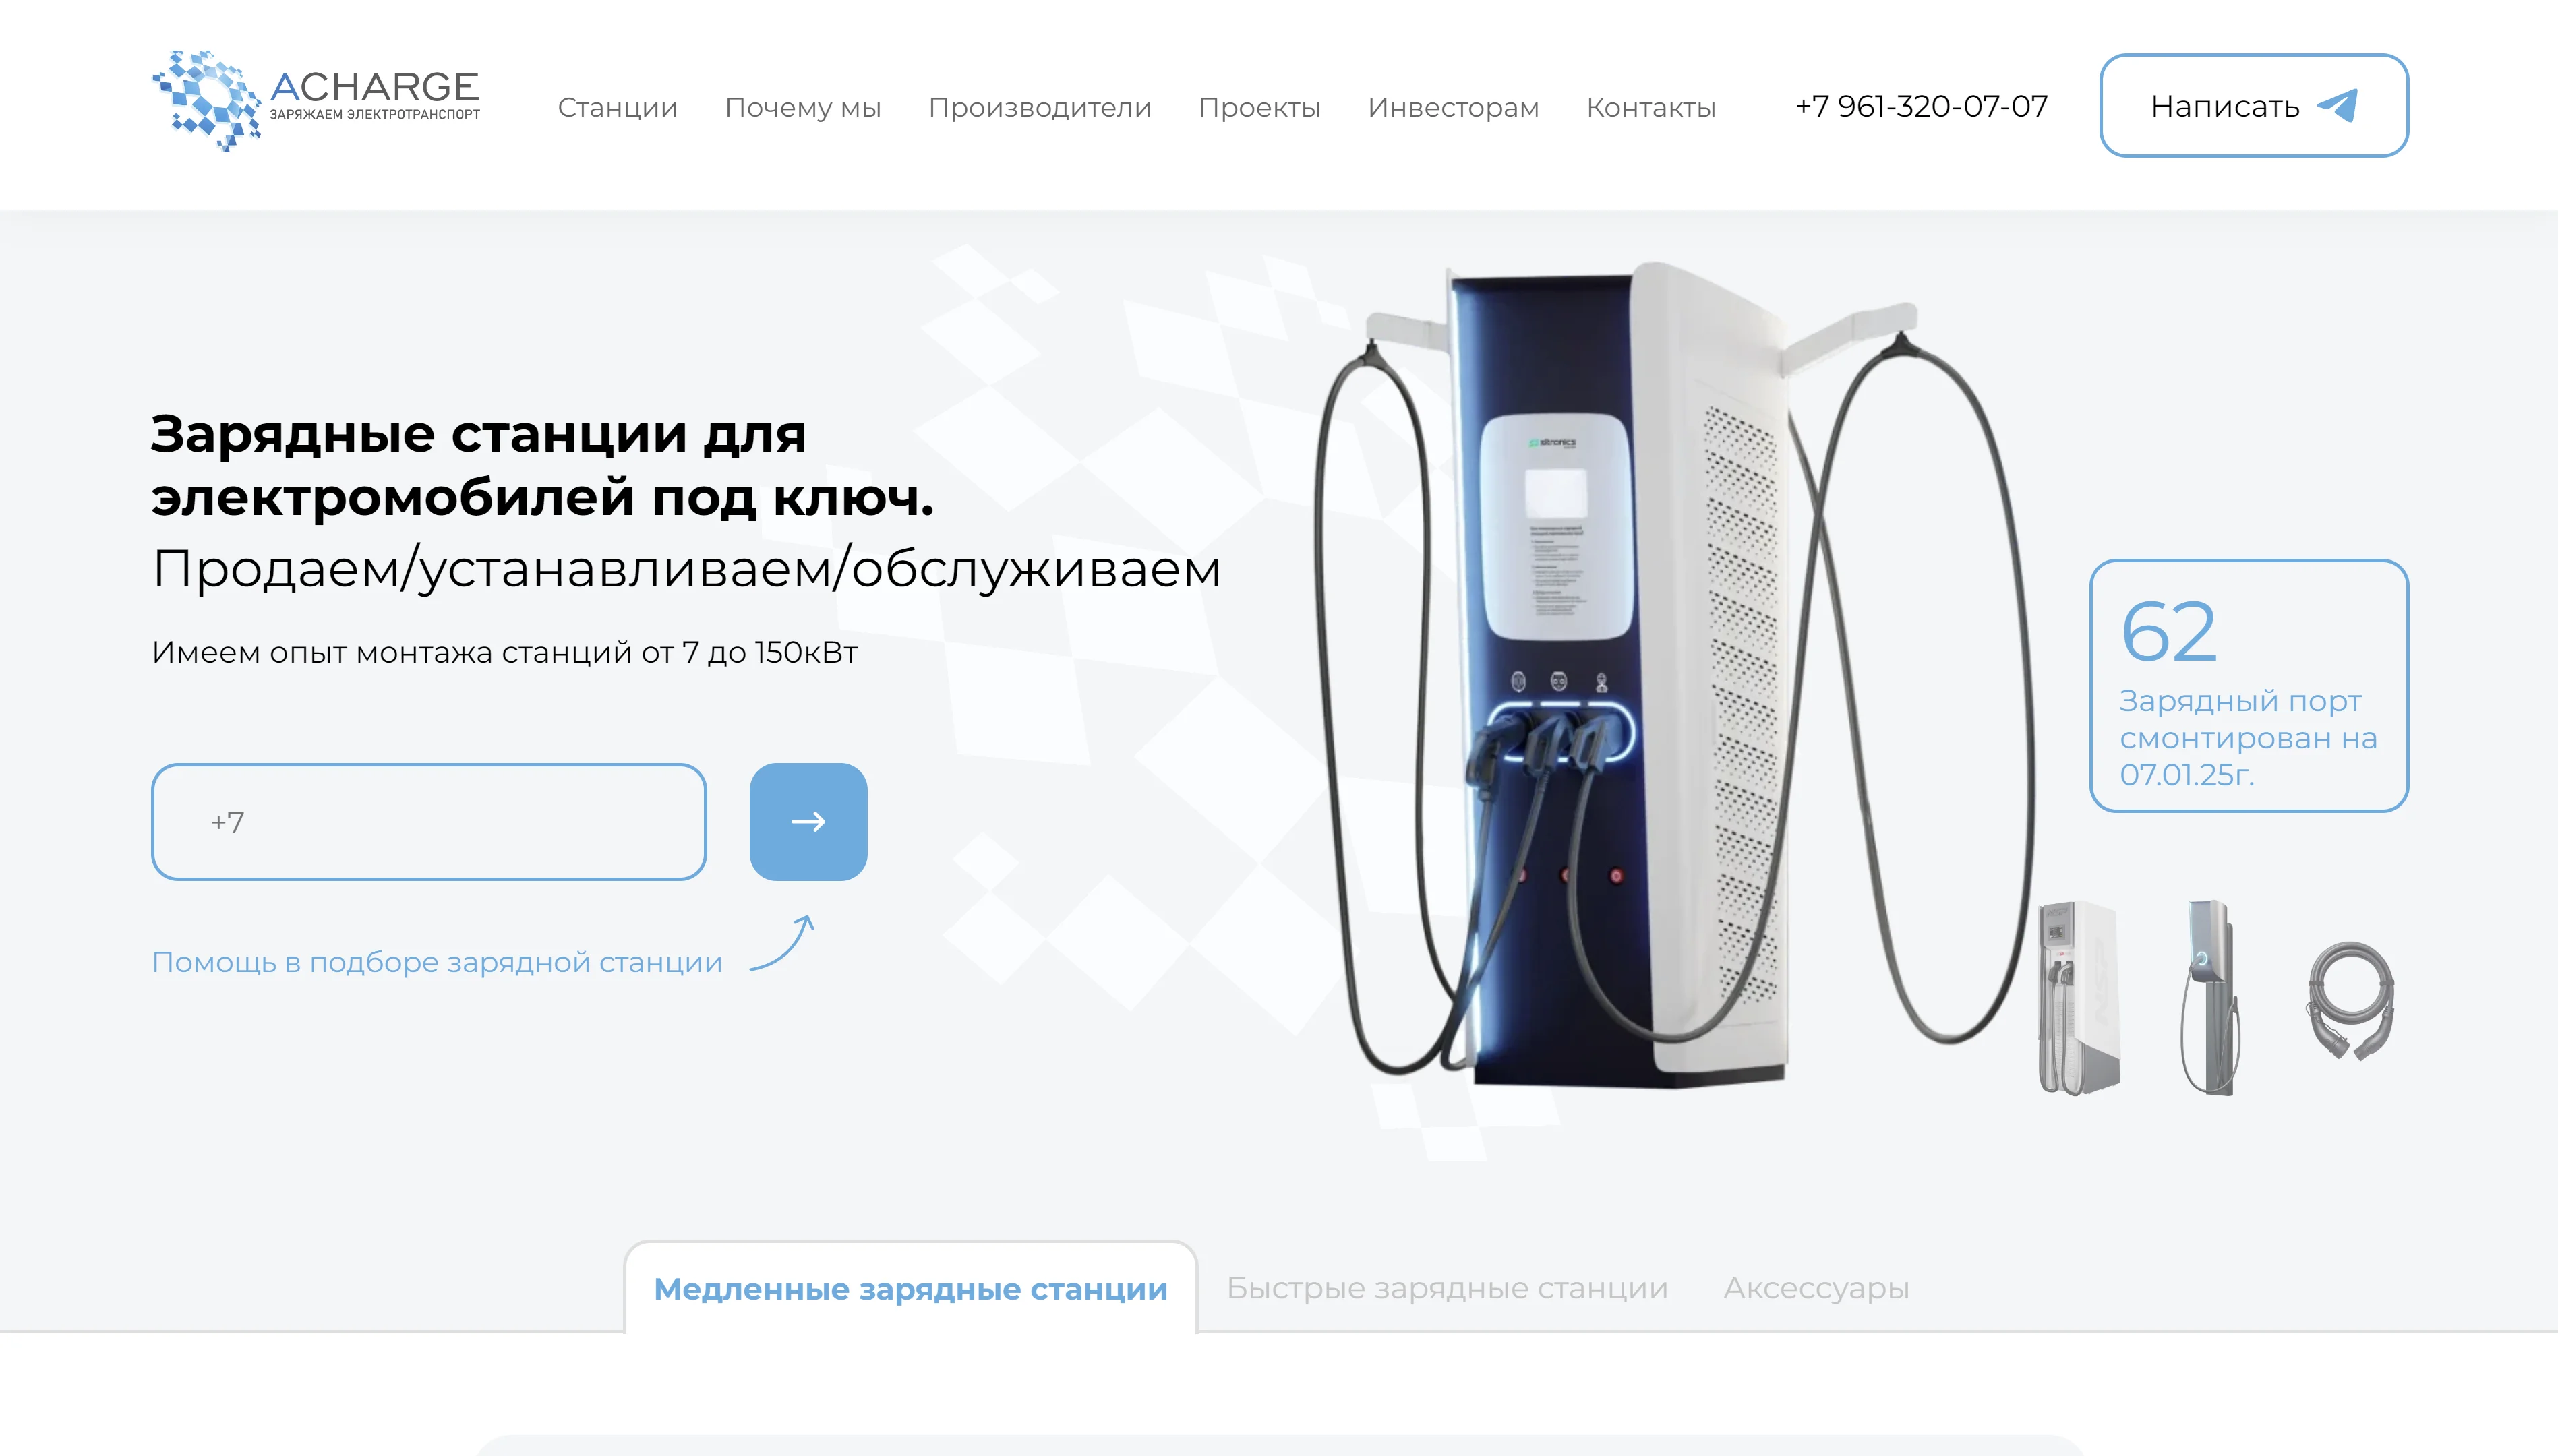 ACHARGE
ЗАРЯЖАЕМ ЭЛЕКТРОТРАНСПОРТ
Станции
Почему мы
Производители
Проекты
Инвесторам
Контакты
+7 961-320-07-07
Написать
Зарядные станции для
электромобилей под ключ.
Продаем/устанавливаем/обслуживаем
Имеем опыт монтажа станций от 7 до 150кВт
+7
Помощь в подборе зарядной станции
sitronics
62
Зарядный порт
смонтирован на
07.01.25г.
Медленные зарядные станции
Быстрые зарядные станции
Аксессуары